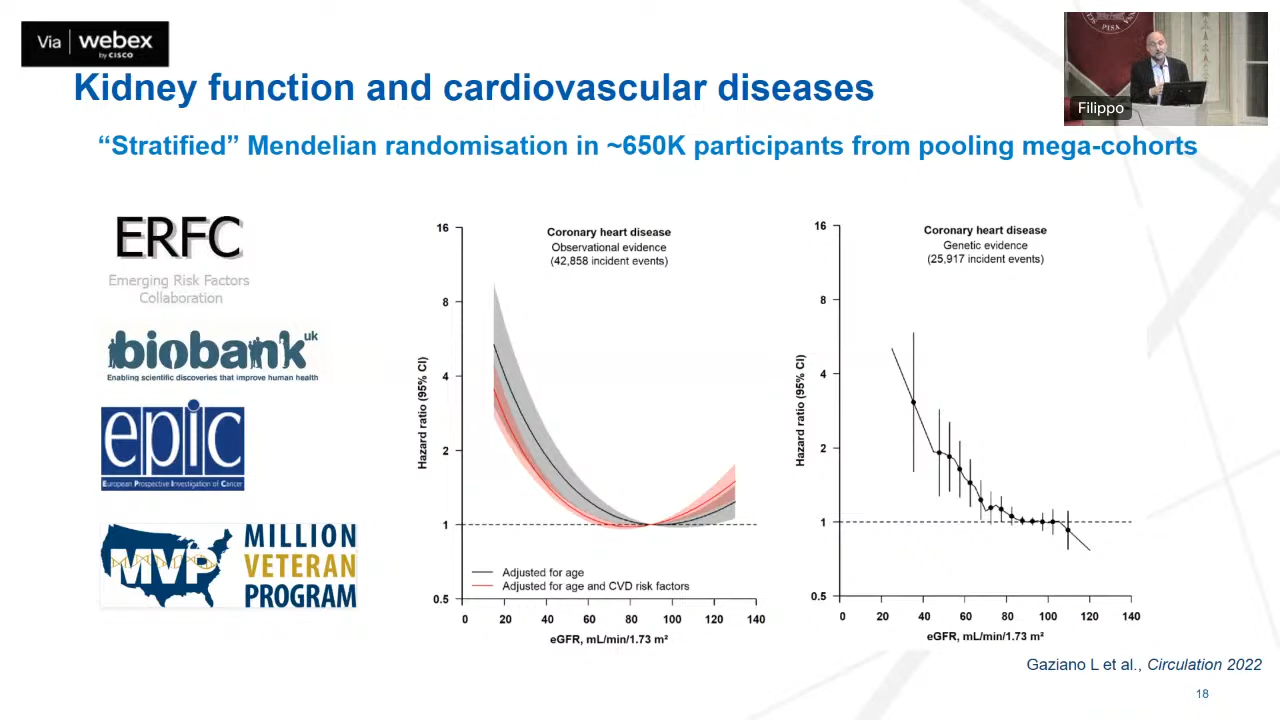 Via webex
by CISCO
PISA
Filippo
Kidney function and cardiovascular diseases
“Stratified” Mendelian randomisation in ~650K participants from pooling mega-cohorts
ERFC
Emerging Risk Factors
Collaboration
biobank uk
Enabling scientific discoveries that improve human health
epic
European Prospective Investigation of Cancer
MVP
MILLION
VETERAN
PROGRAM
Coronary heart disease
Observational evidence
(42,858 incident events)
Hazard ratio (95% CI)
16
8
4
2
1
0.5
Adjusted for age
Adjusted for age and CVD risk factors
0 20 40 60 80 100 120 140
eGFR, mL/min/1.73 m²
Coronary heart disease
Genetic evidence
(25,917 incident events)
Hazard ratio (95% CI)
16
8
4
2
1
0.5
0 20 40 60 80 100 120 140
eGFR, mL/min/1.73 m²
Gaziano L et al., Circulation 2022
18